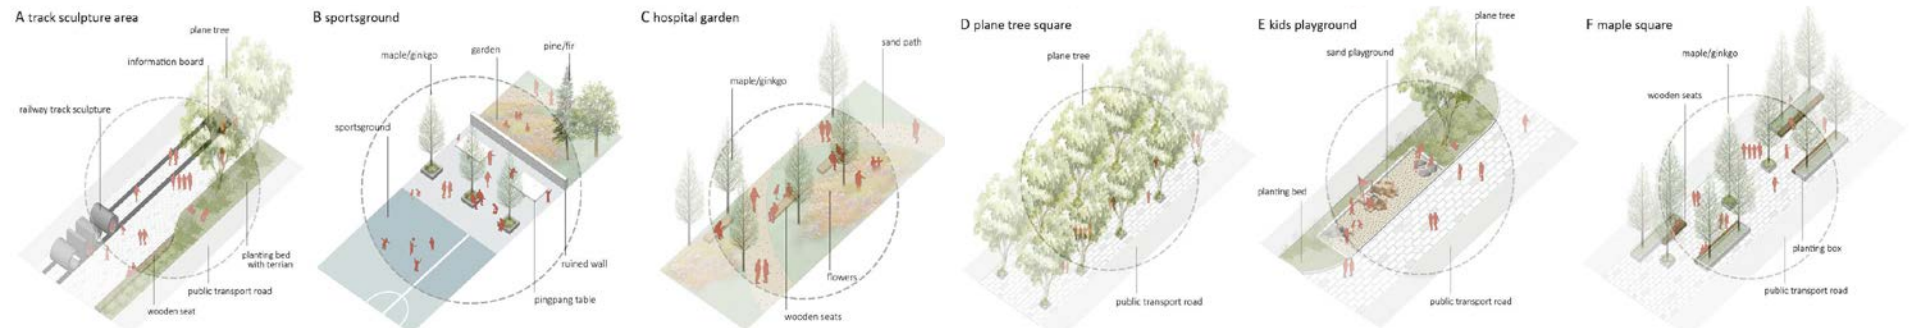 A track sculpture area
plane tree
information board
railway track sculpture
planting bed
with terrian
public transport road
wooden seat
B sportsground
maple/ginkgo
garden
pine/fir
sportsground
ruined wall
pingpang table
C hospital garden
sand path
maple/ginkgo
flowers
wooden seats
D plane tree square
plane tree
public transport road
E kids playground
plane tree
sand playground
planting bed
public transport road
F maple square
maple/ginkgo
wooden seats
planting box
public transport road